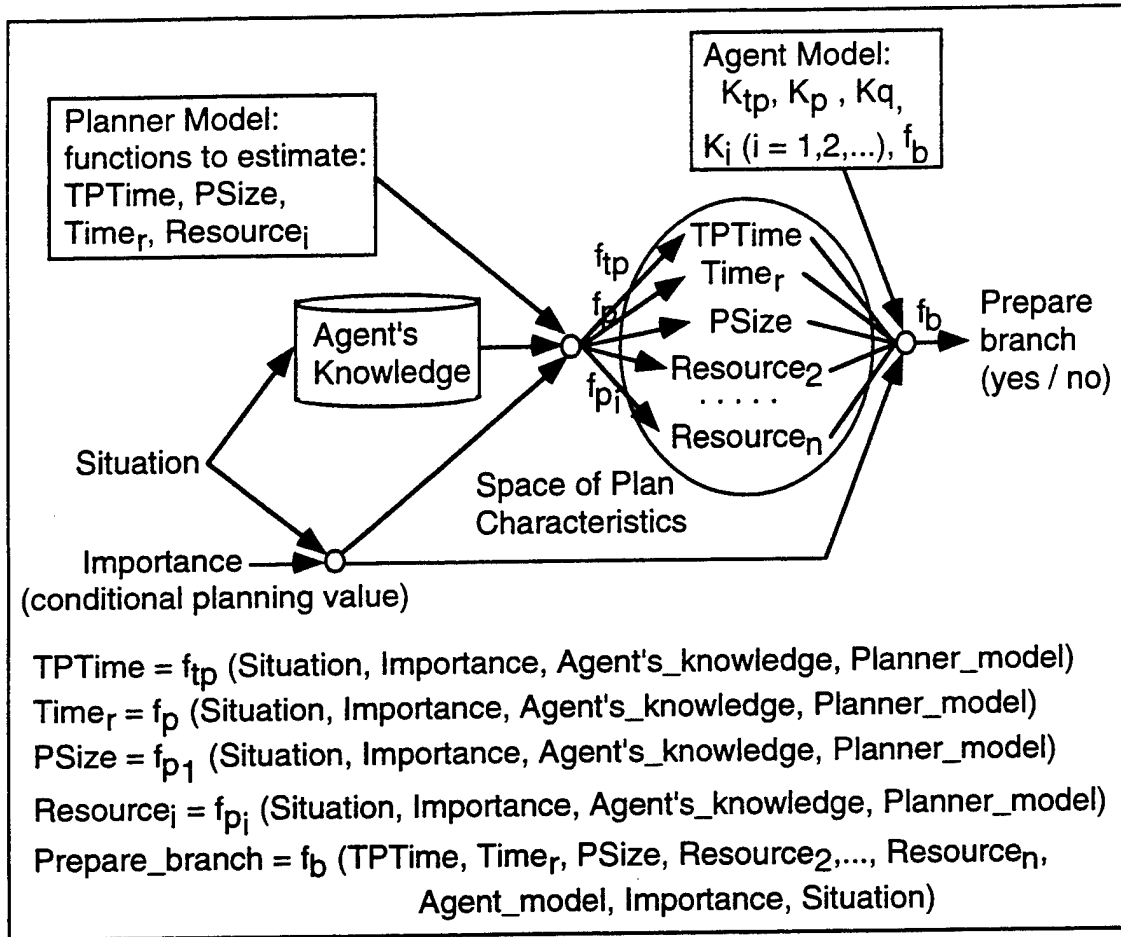 Planner Model:
functions to estimate:
TPTime, PSize,
Time_r, Resource_i
Agent Model:
K_tp, K_p , Kq,
K_i (i = 1,2,...), f_b
Agent's
Knowledge
Situation
Importance
(conditional planning value)
f_tp
f_p
f_p_i
TPTime
Time_r
PSize
Resource_2
. . . . .
Resource_n
Space of Plan
Characteristics
f_b
Prepare
branch
(yes / no)
TPTime = f_tp (Situation, Importance, Agent's_knowledge, Planner_model)
Time_r = f_p (Situation, Importance, Agent's_knowledge, Planner_model)
PSize = f_p_1 (Situation, Importance, Agent's_knowledge, Planner_model)
Resource_i = f_p_i (Situation, Importance, Agent's_knowledge, Planner_model)
Prepare_branch = f_b (TPTime, Time_r, PSize, Resource_2,..., Resource_n,
Agent_model, Importance, Situation)